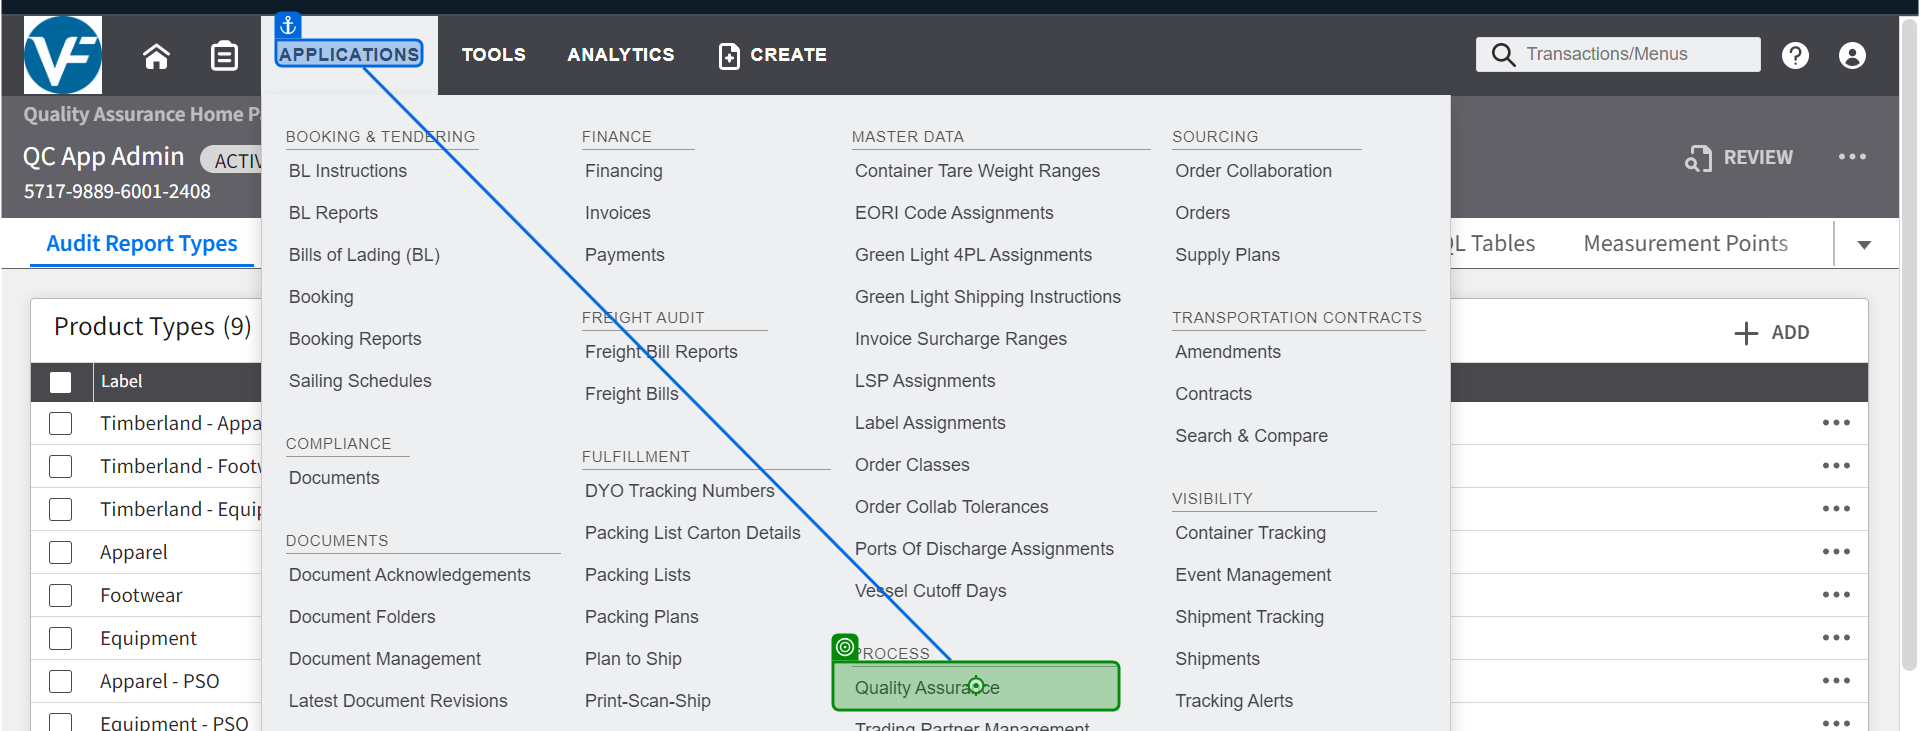 VF
APPLICATIONS
TOOLS
ANALYTICS
CREATE
Transactions/Menus
Quality Assurance Home P
QC App Admin
ACTIV
5717-9889-6001-2408
REVIEW
Audit Report Types
QL Tables
Measurement Points
Product Types (9)
ADD
Label
Timberland - Appa
Timberland - Footw
Timberland - Equip
Apparel
Footwear
Equipment
Apparel - PSO
Equipment - PSO
BOOKING & TENDERING
BL Instructions
BL Reports
Bills of Lading (BL)
Booking
Booking Reports
Sailing Schedules
COMPLIANCE
Documents
DOCUMENTS
Document Acknowledgements
Document Folders
Document Management
Latest Document Revisions
FINANCE
Financing
Invoices
Payments
FREIGHT AUDIT
Freight Bill Reports
Freight Bills
FULFILLMENT
DYO Tracking Numbers
Packing List Carton Details
Packing Lists
Packing Plans
Plan to Ship
Print-Scan-Ship
MASTER DATA
Container Tare Weight Ranges
EORI Code Assignments
Green Light 4PL Assignments
Green Light Shipping Instructions
Invoice Surcharge Ranges
LSP Assignments
Label Assignments
Order Classes
Order Collab Tolerances
Ports Of Discharge Assignments
Vessel Cutoff Days
PROCESS
Quality Assurance
Trading Partner Management
SOURCING
Order Collaboration
Orders
Supply Plans
TRANSPORTATION CONTRACTS
Amendments
Contracts
Search & Compare
VISIBILITY
Container Tracking
Event Management
Shipment Tracking
Shipments
Tracking Alerts